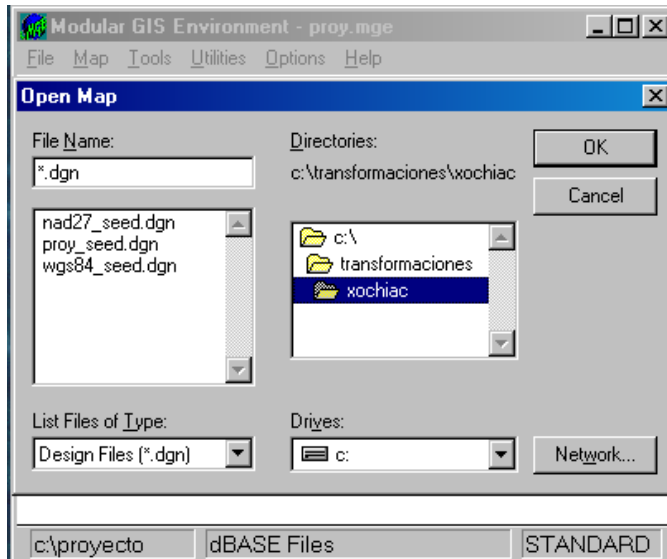 Modular GIS Environment - proy.mge
File Map Tools Utilities Options Help
Open Map
File Name:
*.dgn
nad27_seed.dgn
proy_seed.dgn
wgs84_seed.dgn
List Files of Type:
Design Files (*.dgn)
Directories:
c:\transformaciones\xochiac
c:\
transformaciones
xochiac
Drives:
c:
OK
Cancel
Network...
c:\proyecto dBASE Files STANDARD